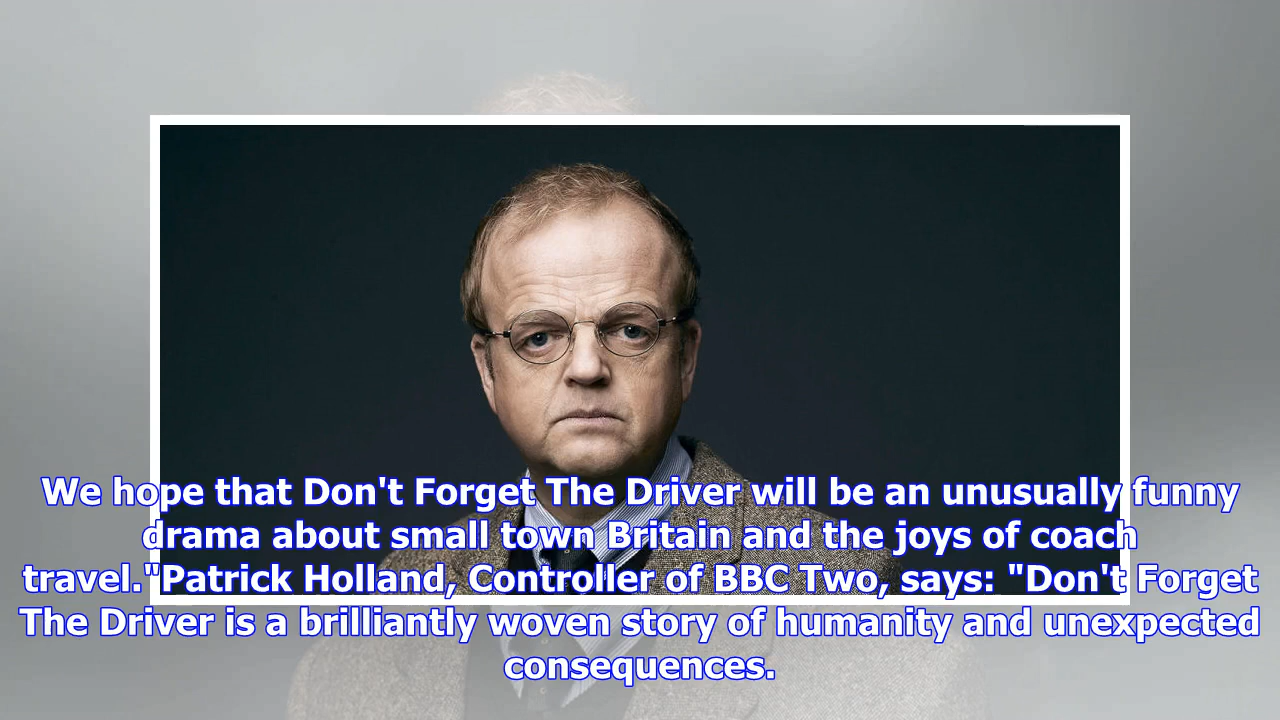 We hope that Don't Forget The Driver will be an unusually funny
drama about small town Britain and the joys of coach
travel."Patrick Holland, Controller of BBC Two, says: "Don't Forget
The Driver is a brilliantly woven story of humanity and unexpected
consequences.